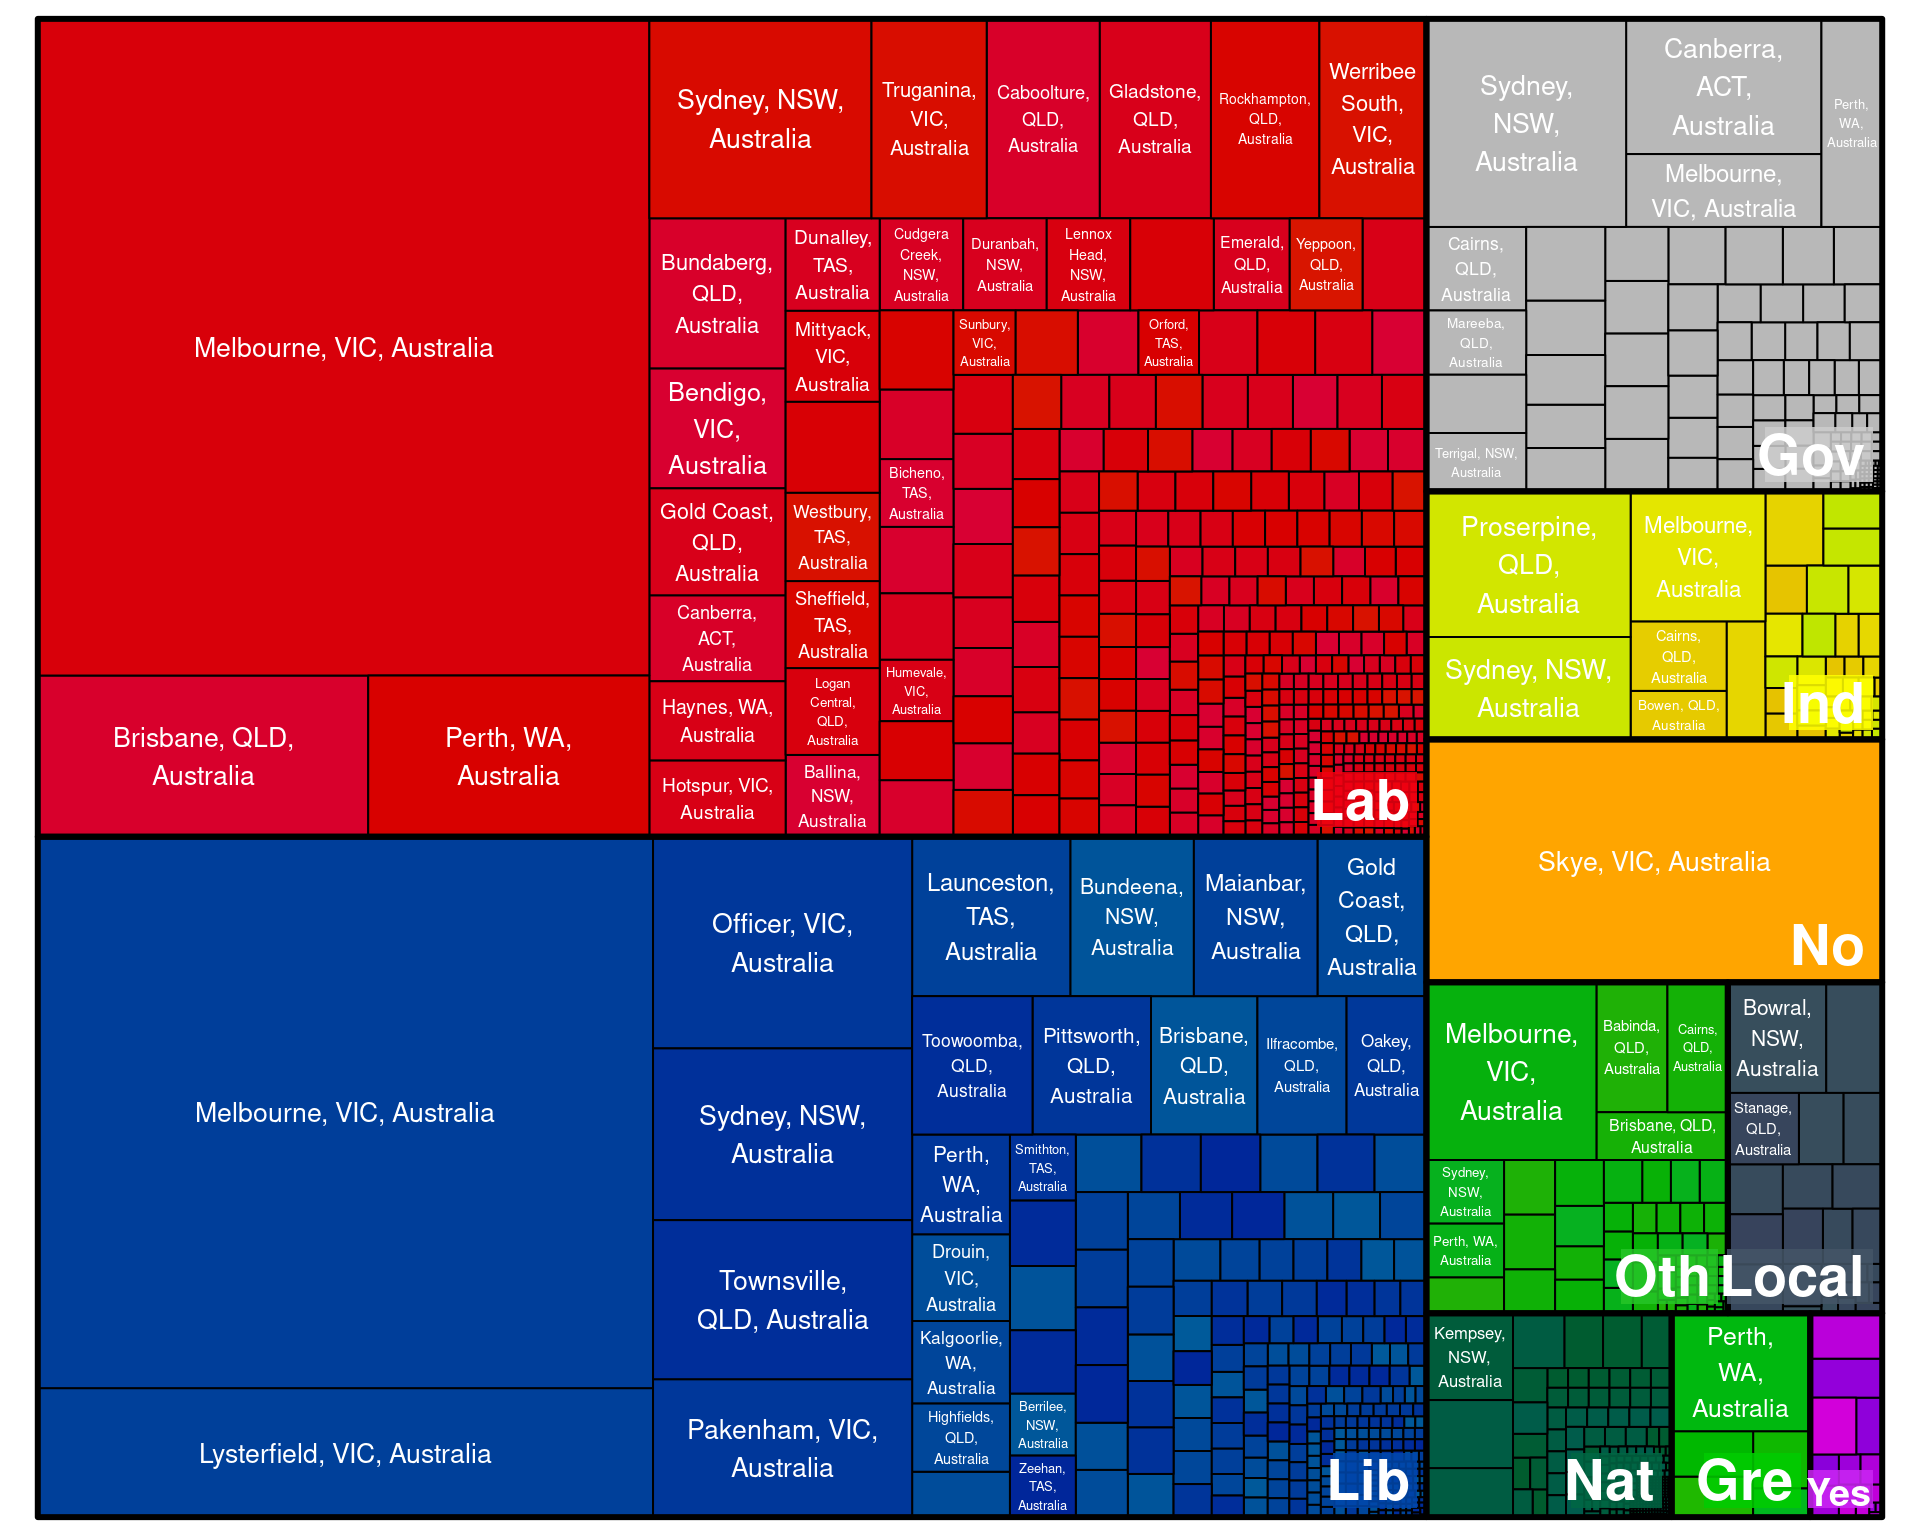 Melbourne, VIC, Australia
Brisbane, QLD,
Australia
Perth, WA,
Australia
Sydney, NSW,
Australia
Truganina,
VIC,
Australia
Caboolture,
QLD,
Australia
Gladstone,
QLD,
Australia
Rockhampton,
QLD,
Australia
Werribee
South,
VIC,
Australia
Bundaberg,
QLD,
Australia
Bendigo,
VIC,
Australia
Gold Coast,
QLD,
Australia
Canberra,
ACT,
Australia
Haynes, WA,
Australia
Hotspur, VIC,
Australia
Dunalley,
TAS,
Australia
Mittyack,
VIC,
Australia
Westbury,
TAS,
Australia
Sheffield,
TAS,
Australia
Logan
Central,
QLD,
Australia
Ballina,
NSW,
Australia
Cudgera
Creek,
NSW,
Australia
Duranbah,
NSW,
Australia
Lennox
Head,
NSW,
Australia
Emerald,
QLD,
Australia
Yeppoon,
QLD,
Australia
Sunbury,
VIC,
Australia
Orford,
TAS,
Australia
Bicheno,
TAS,
Australia
Humevale,
VIC,
Australia
Lab
Melbourne, VIC, Australia
Lysterfield, VIC, Australia
Officer, VIC,
Australia
Sydney, NSW,
Australia
Townsville,
QLD, Australia
Pakenham, VIC,
Australia
Launceston,
TAS,
Australia
Bundeena,
NSW,
Australia
Maianbar,
NSW,
Australia
Gold
Coast,
QLD,
Australia
Toowoomba,
QLD,
Australia
Pittsworth,
QLD,
Australia
Brisbane,
QLD,
Australia
Ilfracombe,
QLD,
Australia
Oakey,
QLD,
Australia
Perth,
WA,
Australia
Drouin,
VIC,
Australia
Kalgoorlie,
WA,
Australia
Highfields,
QLD,
Australia
Smithton,
TAS,
Australia
Berrilee,
NSW,
Australia
Zeehan,
TAS,
Australia
Lib
Sydney,
NSW,
Australia
Canberra,
ACT,
Australia
Melbourne,
VIC, Australia
Perth,
WA,
Australia
Cairns,
QLD,
Australia
Mareeba,
QLD,
Australia
Terrigal, NSW,
Australia
Gov
Proserpine,
QLD,
Australia
Sydney, NSW,
Australia
Melbourne,
VIC,
Australia
Cairns,
QLD,
Australia
Bowen, QLD,
Australia
Ind
Skye, VIC, Australia
No
Melbourne,
VIC,
Australia
Babinda,
QLD,
Australia
Cairns,
QLD,
Australia
Brisbane, QLD,
Australia
Sydney,
NSW,
Australia
Perth, WA,
Australia
Oth
Bowral,
NSW,
Australia
Stanage,
QLD,
Australia
Local
Kempsey,
NSW,
Australia
Nat
Perth,
WA,
Australia
Gre
Yes